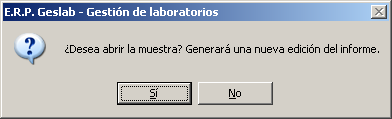 E.R.P. Geslab - Gestión de laboratorios
¿Desea abrir la muestra? Generará una nueva edición del informe.
Sí
No